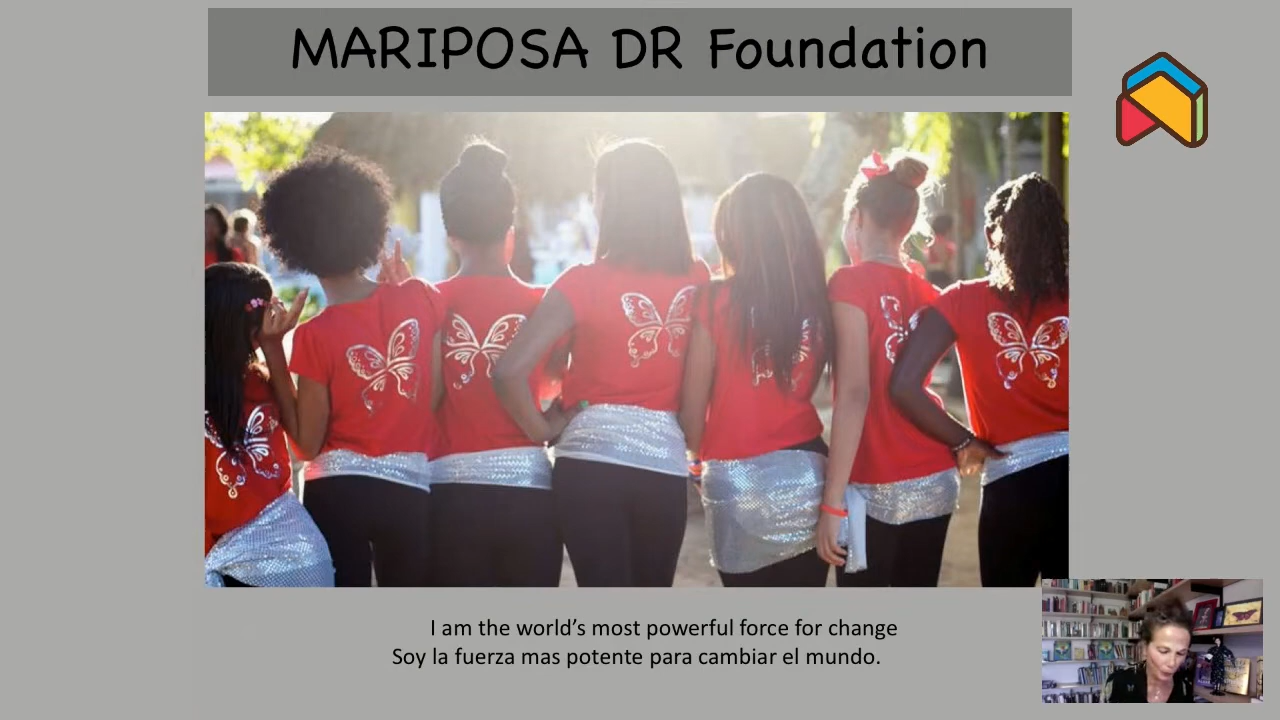 MARIPOSA DR Foundation
I am the world’s most powerful force for change
Soy la fuerza mas potente para cambiar el mundo.